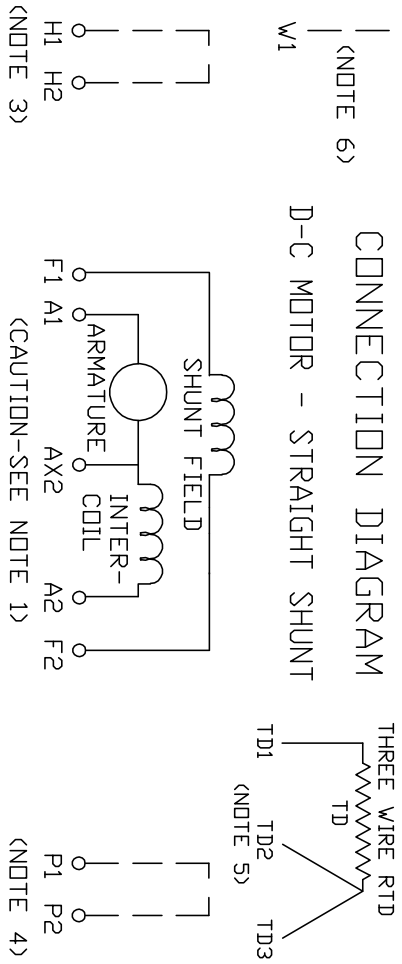 CONNECTION DIAGRAM
D-C MOTOR - STRAIGHT SHUNT
W1
(NOTE 6)
H1
H2
(NOTE 3)
SHUNT FIELD
ARMATURE
INTER-
COIL
F1
A1
AX2
A2
F2
(CAUTION-SEE NOTE 1)
THREE WIRE RTD
TD
TD1
TD2
TD3
(NOTE 5)
P1
P2
(NOTE 4)